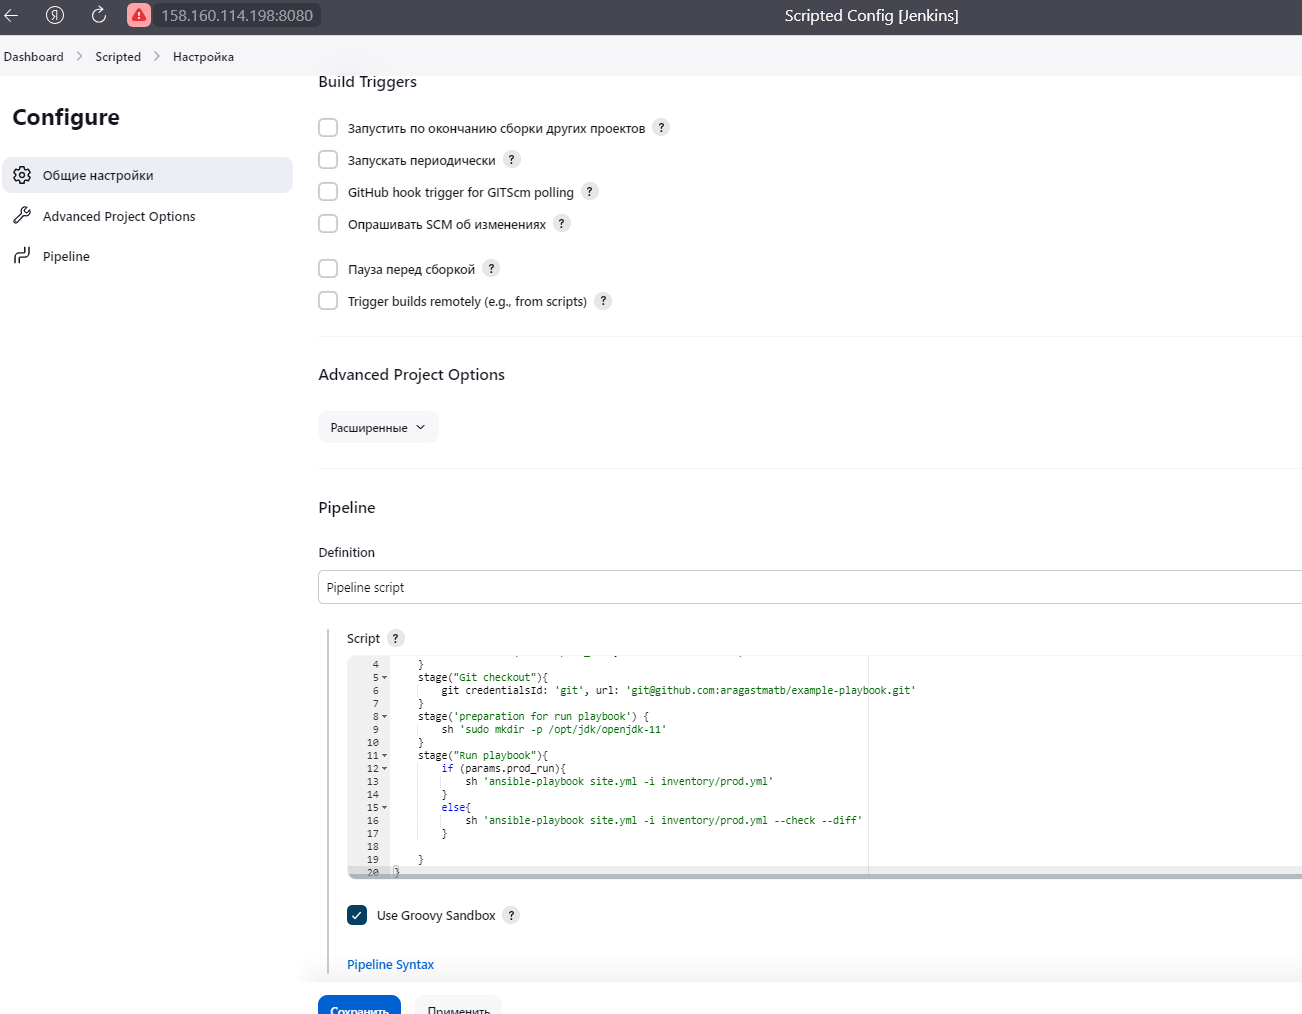 158.160.114.198:8080
Scripted Config [Jenkins]
Dashboard > Scripted > Настройка
Configure
Общие настройки
Advanced Project Options
Pipeline
Build Triggers
Запустить по окончанию сборки других проектов ?
Запускать периодически ?
GitHub hook trigger for GITScm polling ?
Опрашивать SCM об изменениях ?
Пауза перед сборкой ?
Trigger builds remotely (e.g., from scripts) ?
Advanced Project Options
Расширенные
Pipeline
Definition
Pipeline script
Script ?
4 }
5 stage("Git checkout"){
6 git credentialsId: 'git', url: 'git@github.com:aragastmatb/example-playbook.git'
7 }
8 stage('preparation for run playbook') {
9 sh 'sudo mkdir -p /opt/jdk/openjdk-11'
10 }
11 stage("Run playbook"){
12 if (params.prod_run){
13 sh 'ansible-playbook site.yml -i inventory/prod.yml'
14 }
15 else{
16 sh 'ansible-playbook site.yml -i inventory/prod.yml --check --diff'
17 }
18
19 }
20 }
Use Groovy Sandbox ?
Pipeline Syntax
Сохранить
Применить